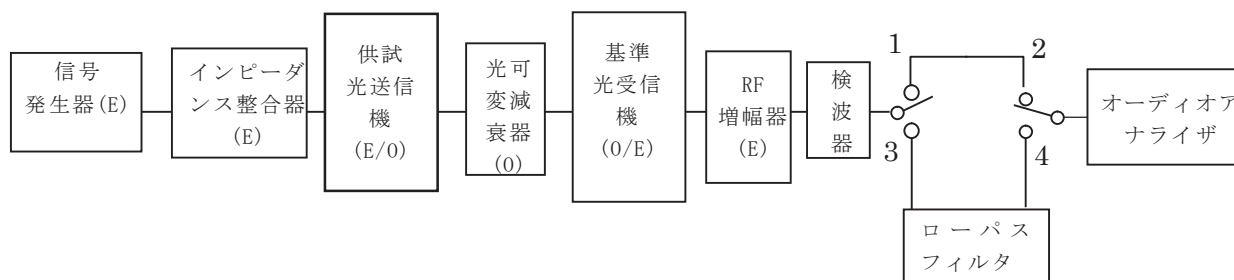 信号
発生器(E)
インピーダ
ンス整合器
(E)
供試
光送信
機
(E/O)
光可
変減
衰器
(O)
基準
光受信
機
(O/E)
RF
増幅器
(E)
検
波
器
1
2
3
4
オーディオア
ナライザ
ローパス
フィルタ